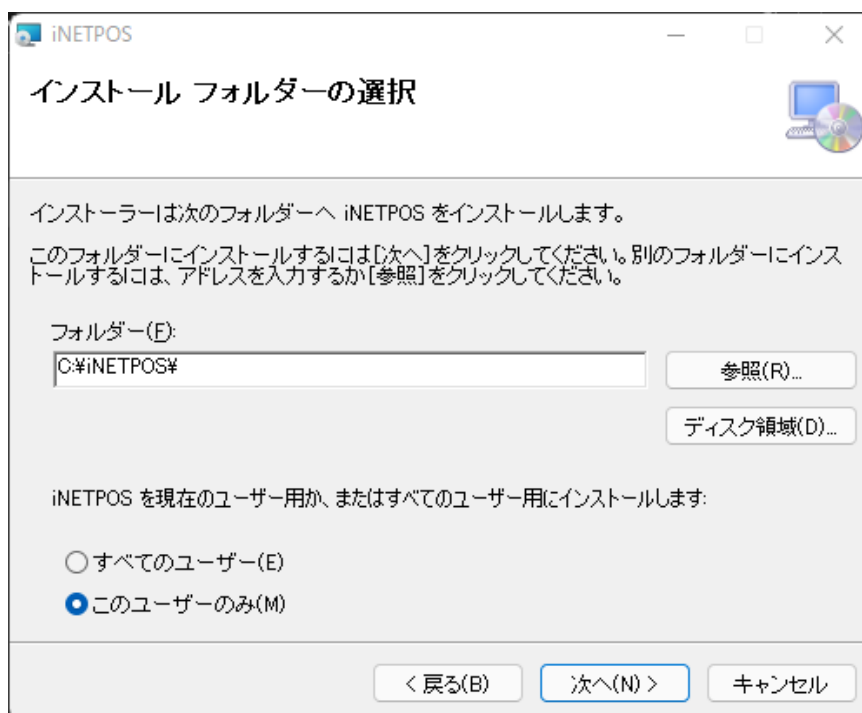 iNETPOS
インストール フォルダーの選択
インストーラーは次のフォルダーへ iNETPOS をインストールします。
このフォルダーにインストールするには[次へ]をクリックしてください。別のフォルダーにインス
トールするには、アドレスを入力するか[参照]をクリックしてください。
フォルダー(F):
C:¥iNETPOS¥
参照(R)...
ディスク領域(D)...
iNETPOS を現在のユーザー用か、またはすべてのユーザー用にインストールします:
すべてのユーザー(E)
このユーザーのみ(M)
< 戻る(B)
次へ(N) >
キャンセル